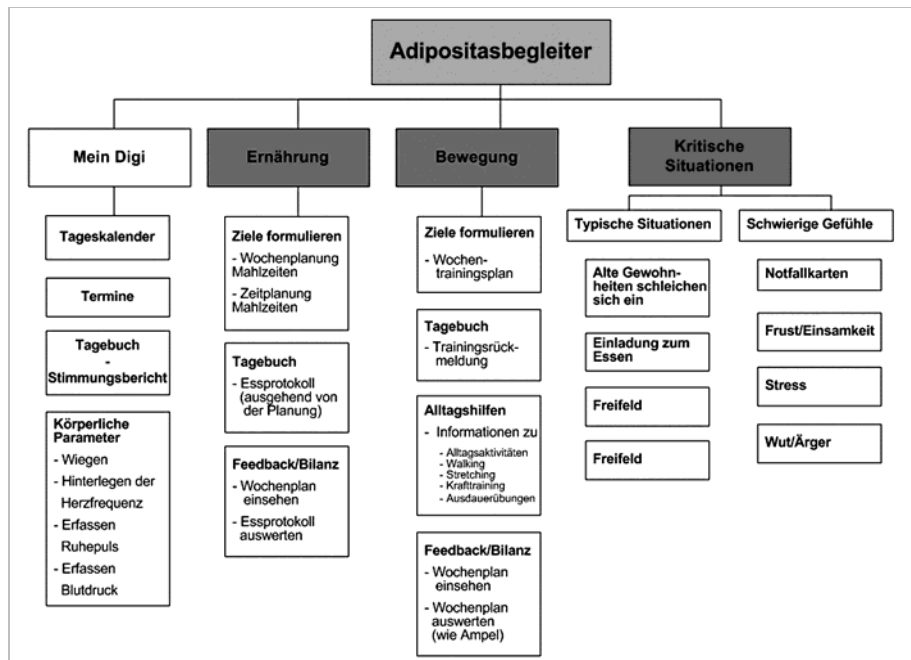 Adipositasbegleiter
Mein Digi
Tageskalender
Termine
Tagebuch
-
Stimmungsbericht
Körperliche
Parameter
- Wiegen
- Hinterlegen der
Herzfrequenz
- Erfassen
Ruhepuls
- Erfassen
Blutdruck
Ernährung
Ziele formulieren
- Wochenplanung
Mahlzeiten
- Zeitplanung
Mahlzeiten
Tagebuch
- Essprotokoll
(ausgehend von
der Planung)
Feedback/Bilanz
- Wochenplan
einsehen
- Essprotokoll
auswerten
Bewegung
Ziele formulieren
- Wochen-
trainingsplan
Tagebuch
- Trainingsrück-
meldung
Alltagshilfen
- Informationen zu
- Alltagsaktivitäten
- Walking
- Stretching
- Krafttraining
- Ausdauerübungen
Feedback/Bilanz
- Wochenplan
einsehen
- Wochenplan
auswerten
(wie Ampel)
Kritische
Situationen
Typische Situationen
Alte Gewohn-
heiten schleichen
sich ein
Einladung zum
Essen
Freifeld
Freifeld
Schwierige Gefühle
Notfallkarten
Frust/Einsamkeit
Stress
Wut/Ärger